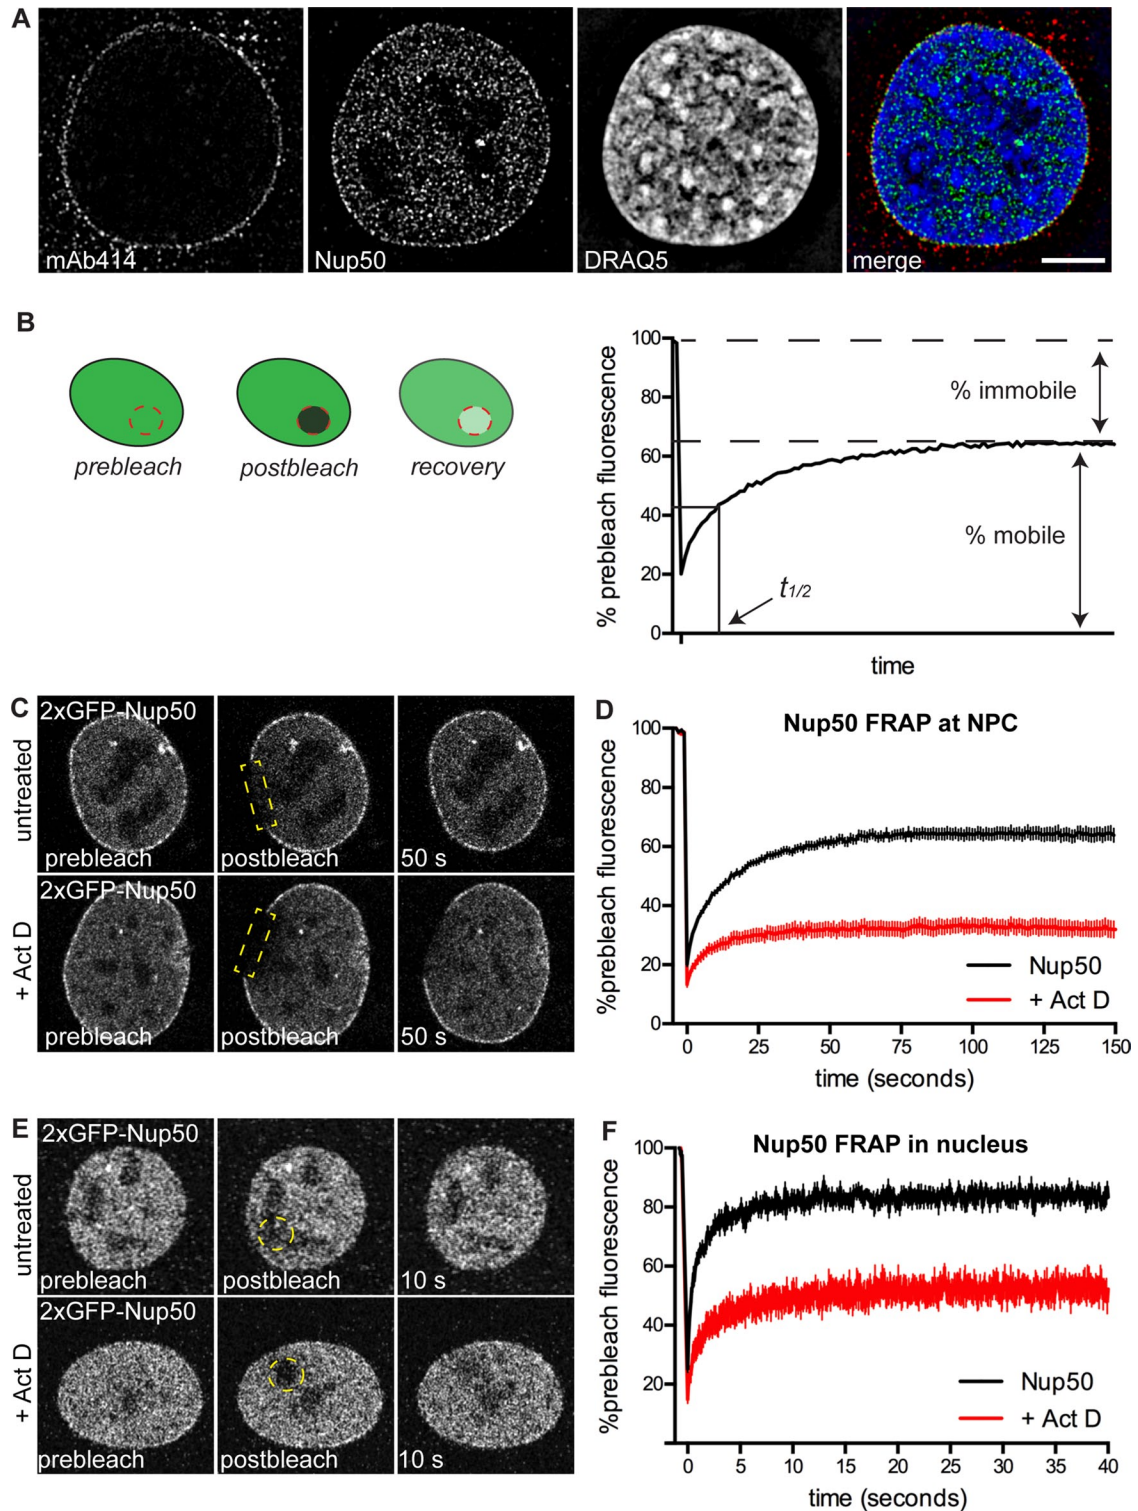 A
mAb414
Nup50
DRAQ5
merge
B
prebleach
postbleach
recovery
% prebleach fluorescence
100
80
60
40
20
0
% immobile
% mobile
t1/2
time
C
untreated
2xGFP-Nup50
prebleach
postbleach
50 s
+ Act D
2xGFP-Nup50
prebleach
postbleach
50 s
D
Nup50 FRAP at NPC
%prebleach fluorescence
100
80
60
40
20
0
Nup50
+ Act D
0 25 50 75 100 125 150
time (seconds)
E
untreated
2xGFP-Nup50
prebleach
postbleach
10 s
+ Act D
2xGFP-Nup50
prebleach
postbleach
10 s
F
Nup50 FRAP in nucleus
%prebleach fluorescence
100
80
60
40
20
Nup50
+ Act D
0 5 10 15 20 25 30 35 40
time (seconds)